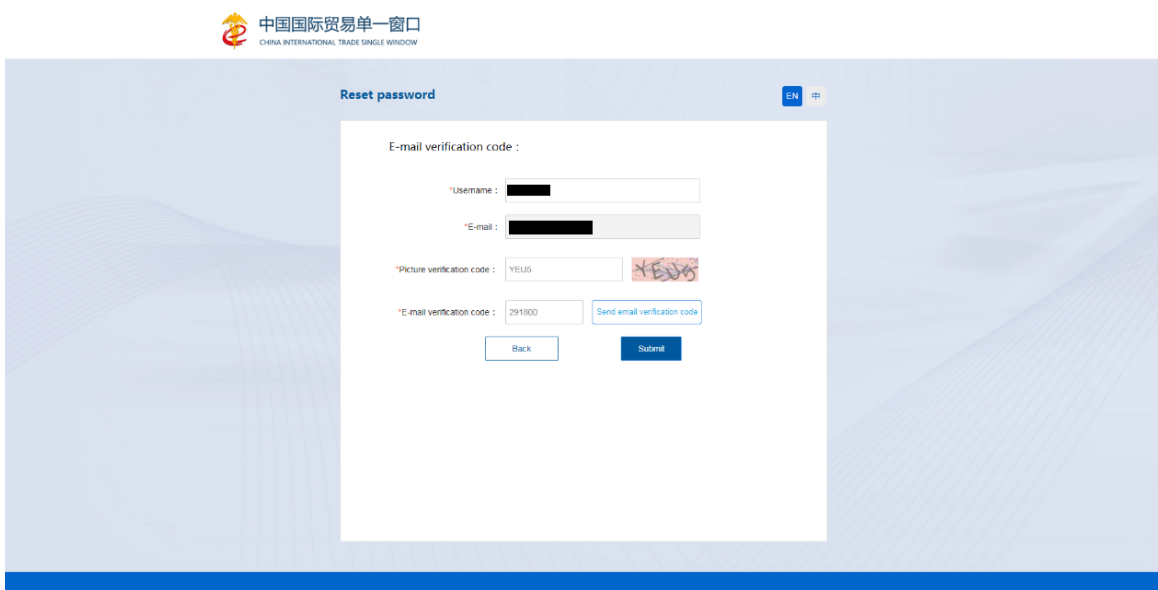 中国国际贸易单一窗口
CHINA INTERNATIONAL TRADE SINGLE WINDOW
Reset password
EN 中
E-mail verification code :
*Username :
*E-mail :
*Picture verification code : YEU5 YEU5
*E-mail verification code : 291800 Send email verification code
Back Submit